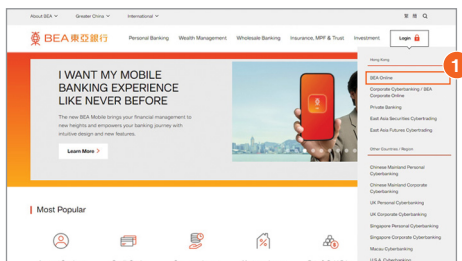 About BEA
Greater China
International
繁 簡
BEA東亞銀行
Personal Banking
Wealth Management
Wholesale Banking
Insurance, MPF & Trust
Investment
Login
I WANT MY MOBILE
BANKING EXPERIENCE
LIKE NEVER BEFORE
The new BEA Mobile brings your financial management to
new heights and empowers your banking journey with
intuitive design and new features.
Learn More
Hong Kong
1
BEA Online
Corporate Cyberbanking / BEA
Corporate Online
Private Banking
East Asia Securities Cybertrading
East Asia Futures Cybertrading
Other Countries / Region
Chinese Mainland Personal
Cyberbanking
Chinese Mainland Corporate
Cyberbanking
UK Personal Cyberbanking
UK Corporate Cyberbanking
Singapore Personal Cyberbanking
Singapore Corporate Cyberbanking
Macau Cyberbanking
U.S.A. Cyberbanking
Most Popular